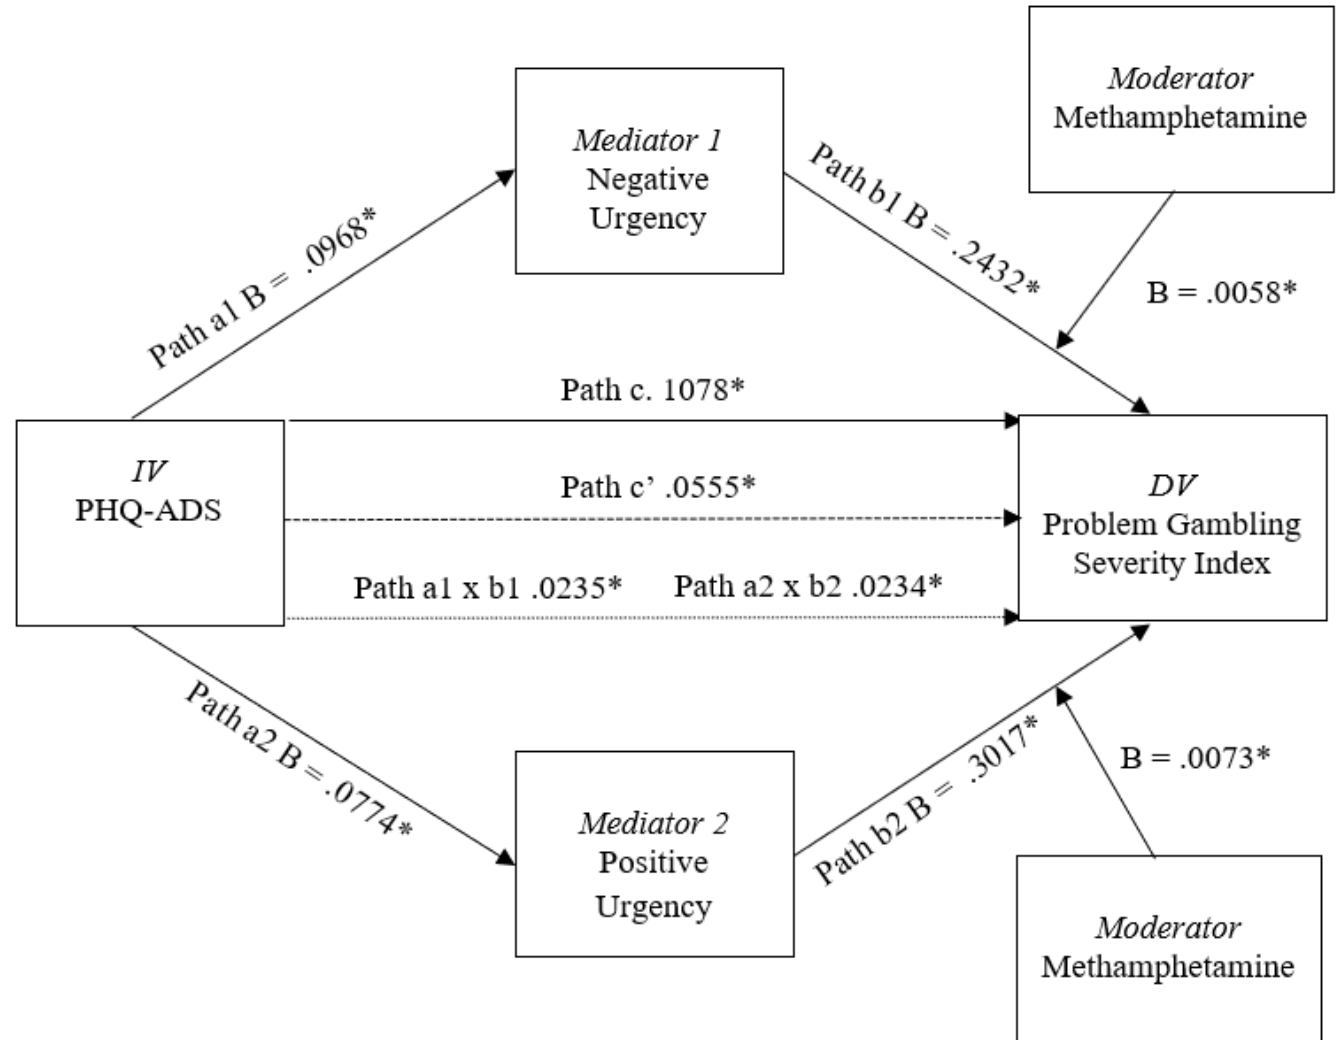 Moderator
Methamphetamine
Mediator 1
Negative
Urgency
Path a1 B = .0968*
Path b1 B = .2432*
B = .0058*
Path c. 1078*
IV
PHQ-ADS
Path c’ .0555*
DV
Problem Gambling
Severity Index
Path a1 x b1 .0235*
Path a2 x b2 .0234*
Path a2 B = .0774*
Path b2 B = .3017*
B = .0073*
Mediator 2
Positive
Urgency
Moderator
Methamphetamine